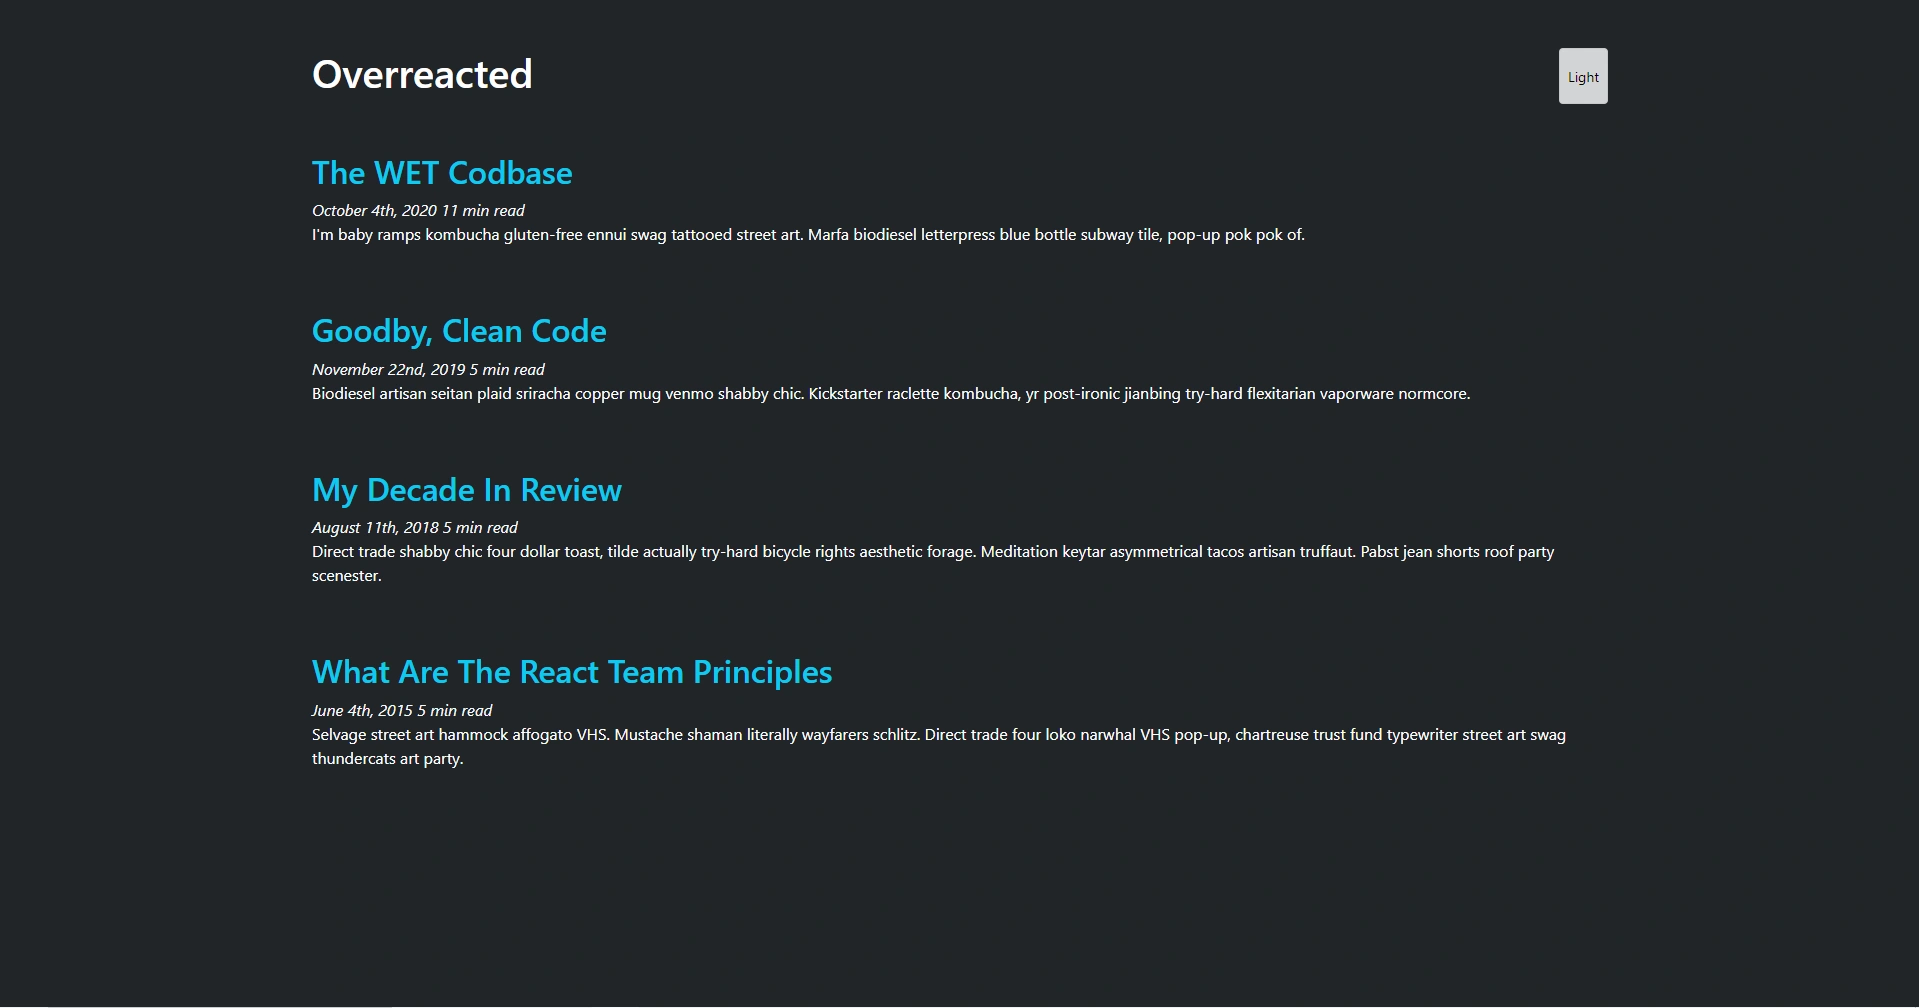 Overreacted
Light
The WET Codbase
October 4th, 2020 11 min read
I'm baby ramps kombucha gluten-free ennui swag tattooed street art. Marfa biodiesel letterpress blue bottle subway tile, pop-up pok pok of.
Goodby, Clean Code
November 22nd, 2019 5 min read
Biodiesel artisan seitan plaid sriracha copper mug venmo shabby chic. Kickstarter raclette kombucha, yr post-ironic jianbing try-hard flexitarian vaporware normcore.
My Decade In Review
August 11th, 2018 5 min read
Direct trade shabby chic four dollar toast, tilde actually try-hard bicycle rights aesthetic forage. Meditation keytar asymmetrical tacos artisan truffaut. Pabst jean shorts roof party
scenester.
What Are The React Team Principles
June 4th, 2015 5 min read
Selvage street art hammock affogato VHS. Mustache shaman literally wayfarers schlitz. Direct trade four loko narwhal VHS pop-up, chartreuse trust fund typewriter street art swag
thundercats art party.